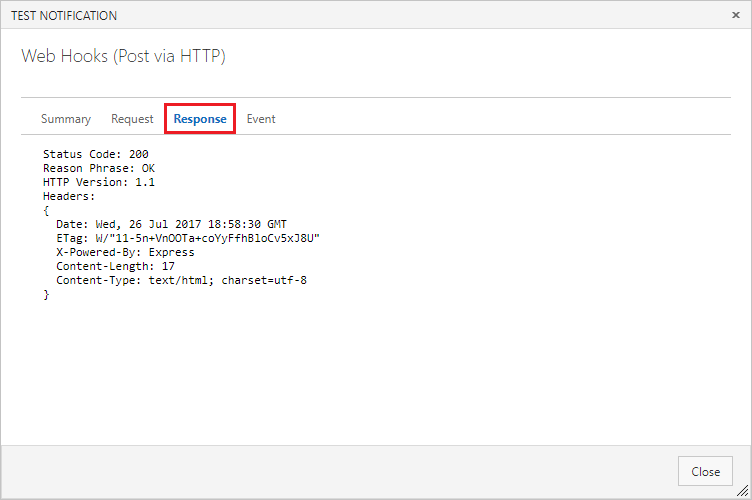 TEST NOTIFICATION ×
Web Hooks (Post via HTTP)
Summary Request Response Event
Status Code: 200
Reason Phrase: OK
HTTP Version: 1.1
Headers:
{
  Date: Wed, 26 Jul 2017 18:58:30 GMT
  ETag: W/"11-5n+VnOOTa+coYyFfhBloCv5xJ8U"
  X-Powered-By: Express
  Content-Length: 17
  Content-Type: text/html; charset=utf-8
}
Close